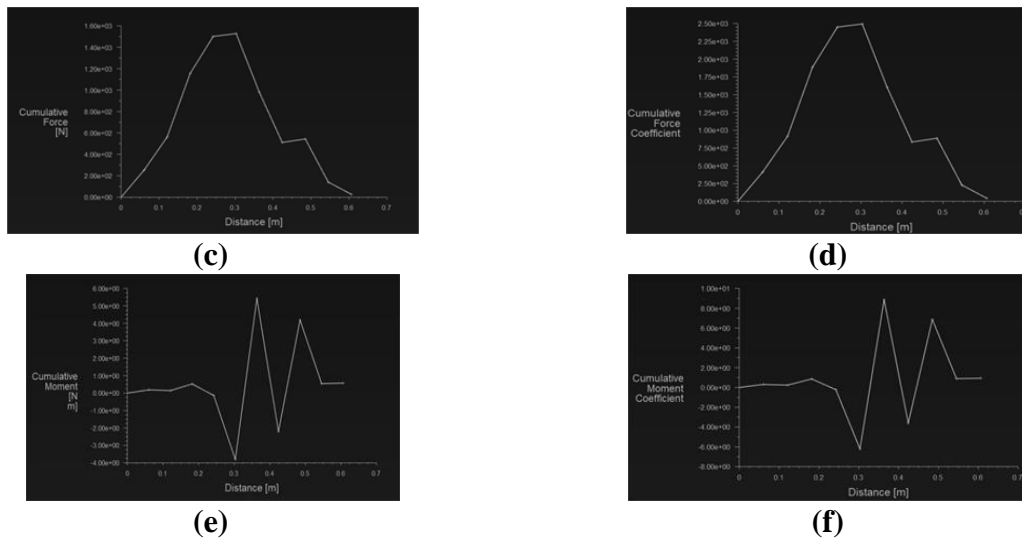 1.60e+03
1.40e+03
1.20e+03
1.00e+03
8.00e+02
6.00e+02
4.00e+02
2.00e+02
0.00e+00
Cumulative
Force
[N]
0 0.1 0.2 0.3 0.4 0.5 0.6 0.7
Distance [m]
(c)
2.50e+03
2.25e+03
2.00e+03
1.75e+03
1.50e+03
1.25e+03
1.00e+03
7.50e+02
5.00e+02
2.50e+02
0.00e+00
Cumulative
Force
Coefficient
0 0.1 0.2 0.3 0.4 0.5 0.6 0.7
Distance [m]
(d)
6.00e+00
5.00e+00
4.00e+00
3.00e+00
2.00e+00
1.00e+00
0.00e+00
-1.00e+00
-2.00e+00
-3.00e+00
-4.00e+00
Cumulative
Moment
[N
m]
0 0.1 0.2 0.3 0.4 0.5 0.6 0.7
Distance [m]
(e)
1.00e+01
8.00e+00
6.00e+00
4.00e+00
2.00e+00
0.00e+00
-2.00e+00
-4.00e+00
-6.00e+00
-8.00e+00
Cumulative
Moment
Coefficient
0 0.1 0.2 0.3 0.4 0.5 0.6 0.7
Distance [m]
(f)